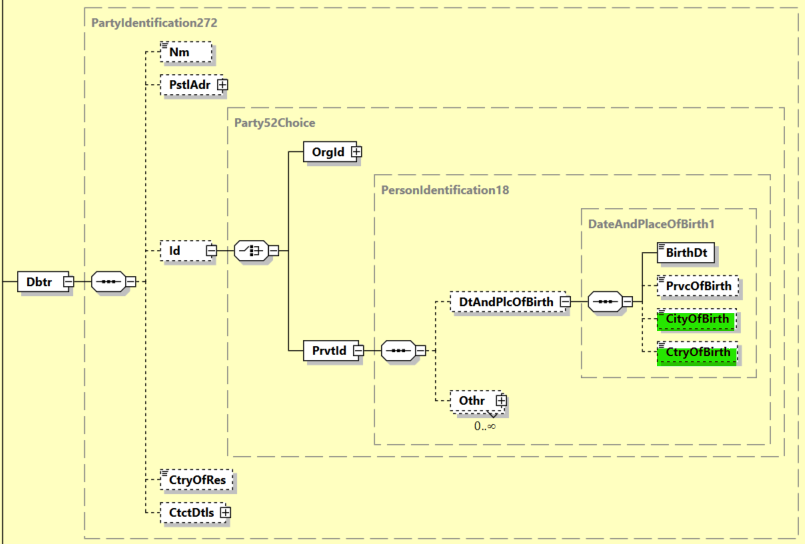 PartyIdentification272
Nm
PstlAdr
Party52Choice
OrgId
PersonIdentification18
DateAndPlaceOfBirth1
Id
BirthDt
Dbtr
PrvcOfBirth
DtAndPlcOfBirth
CityOfBirth
PrvtId
CtryOfBirth
Othr
0..∞
CtryOfRes
CtctDtls